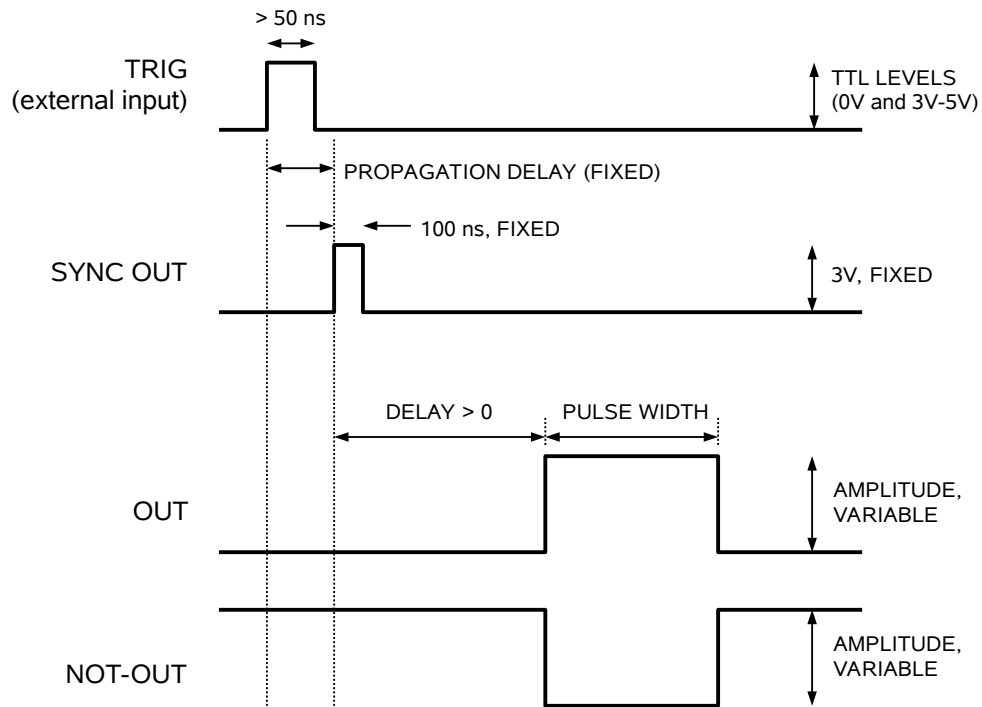 > 50 ns
TRIG
(external input)
TTL LEVELS
(0V and 3V-5V)
PROPAGATION DELAY (FIXED)
100 ns, FIXED
SYNC OUT
3V, FIXED
DELAY > 0
PULSE WIDTH
OUT
AMPLITUDE,
VARIABLE
NOT-OUT
AMPLITUDE,
VARIABLE